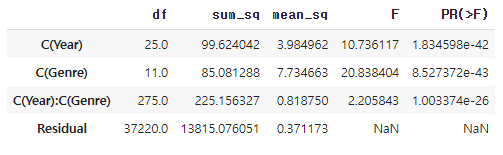 df sum_sq mean_sq F PR(>F)
C(Year) 25.0 99.624042 3.984962 10.736117 1.834598e-42
C(Genre) 11.0 85.081288 7.734663 20.838404 8.527372e-43
C(Year):C(Genre) 275.0 225.156327 0.818750 2.205843 1.003374e-26
Residual 37220.0 13815.076051 0.371173 NaN NaN